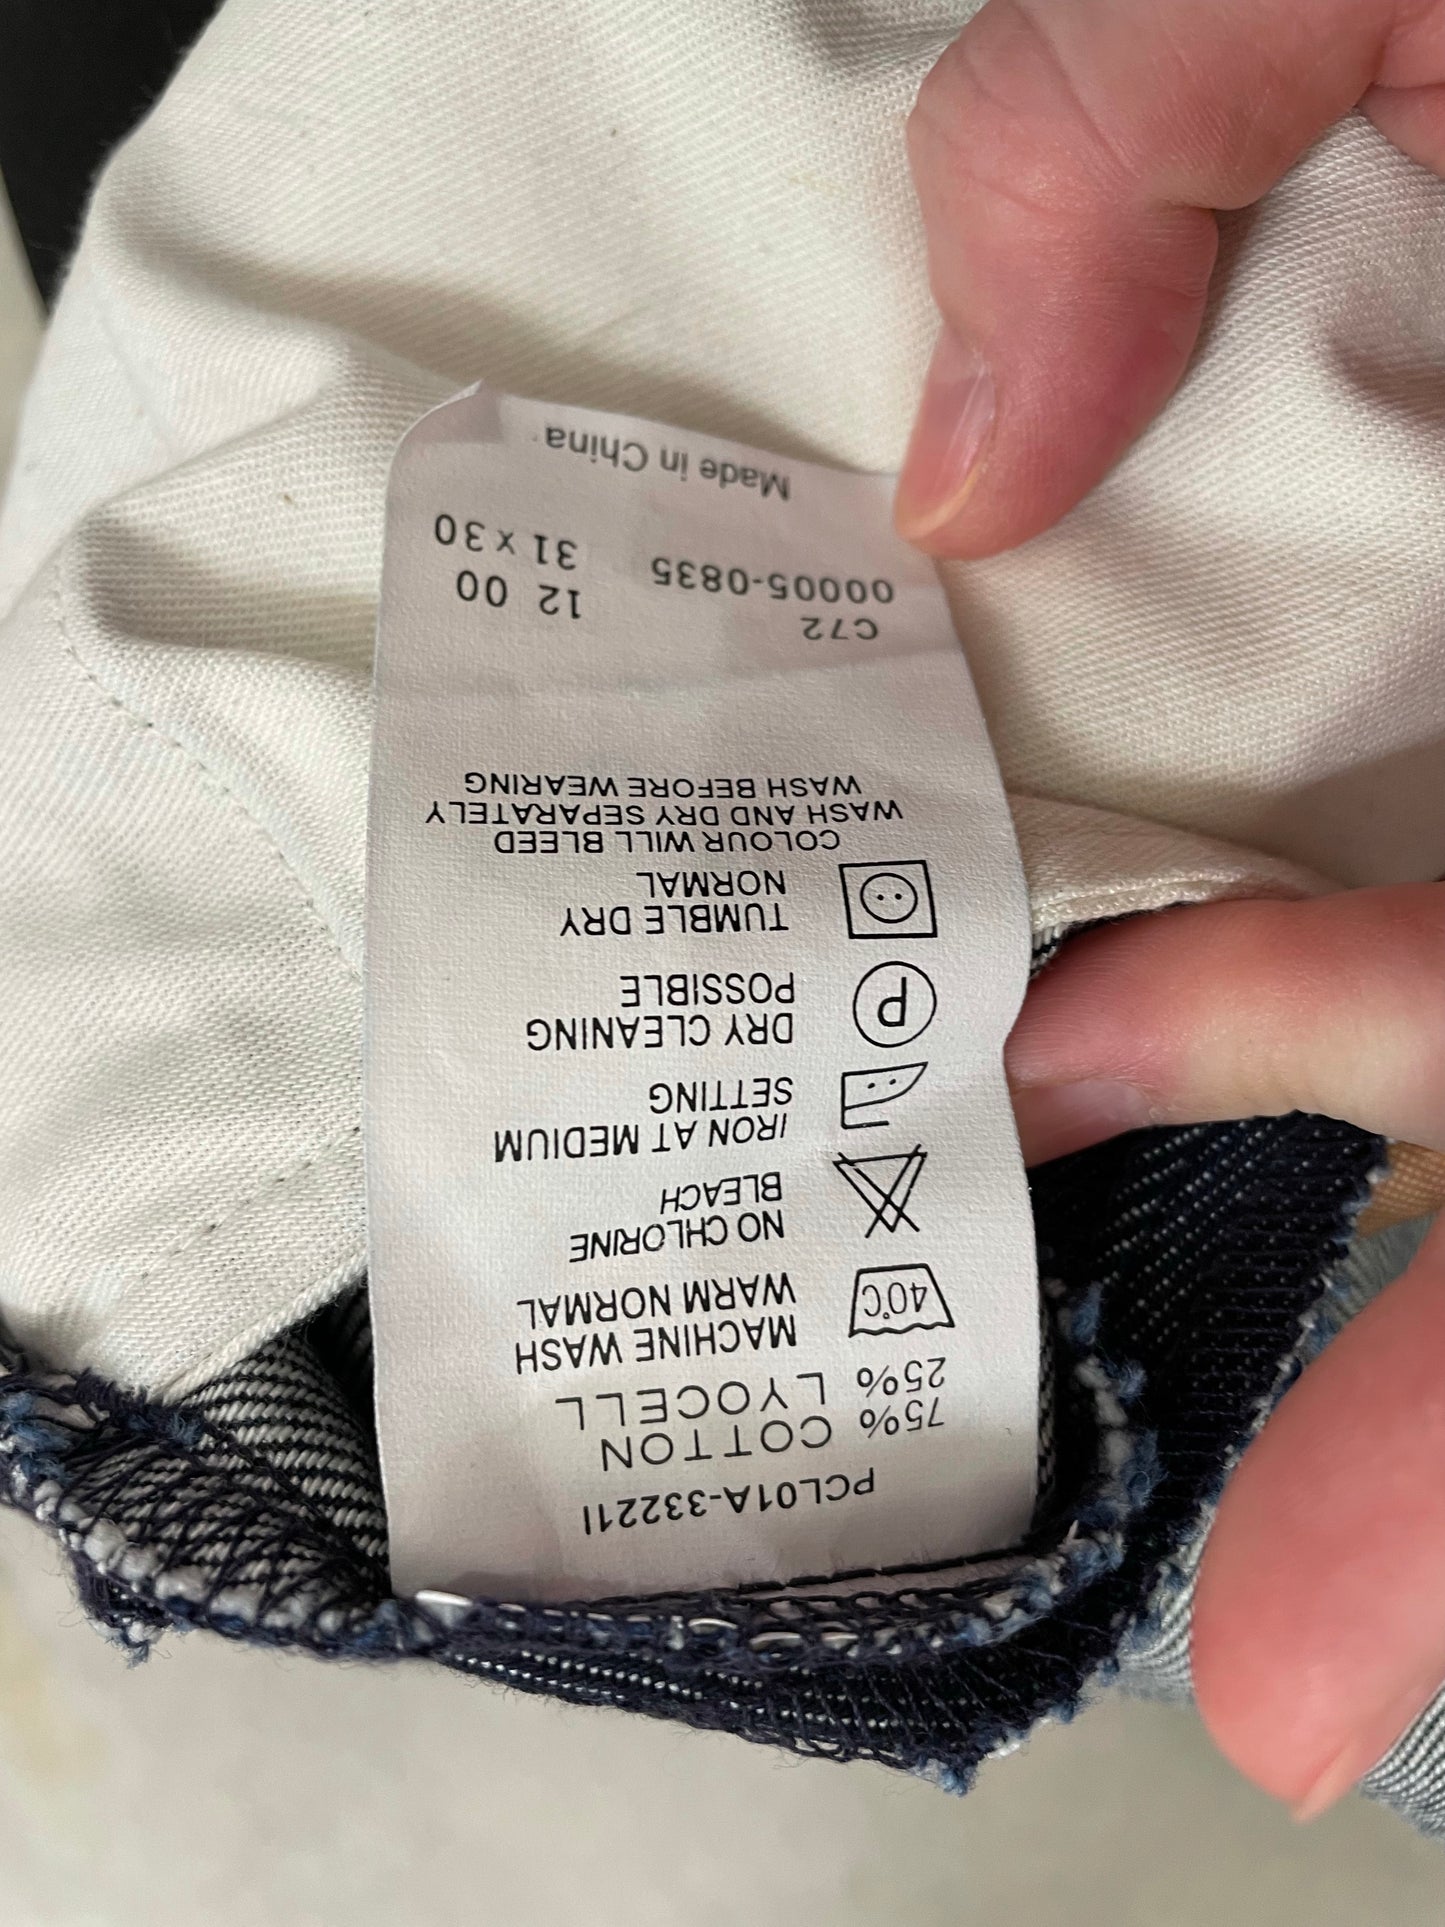 PCL01A-33221I
75% COTTON
25% LYOCELL
40°C
MACHINE WASH
WARM NORMAL
NO CHLORINE
BLEACH
IRON AT MEDIUM
SETTING
P
DRY CLEANING
POSSIBLE
TUMBLE DRY
NORMAL
COLOUR WILL BLEED
WASH AND DRY SEPARATELY
WASH BEFORE WEARING
C72 12 00
00005-0835 31 x 30
Made in China